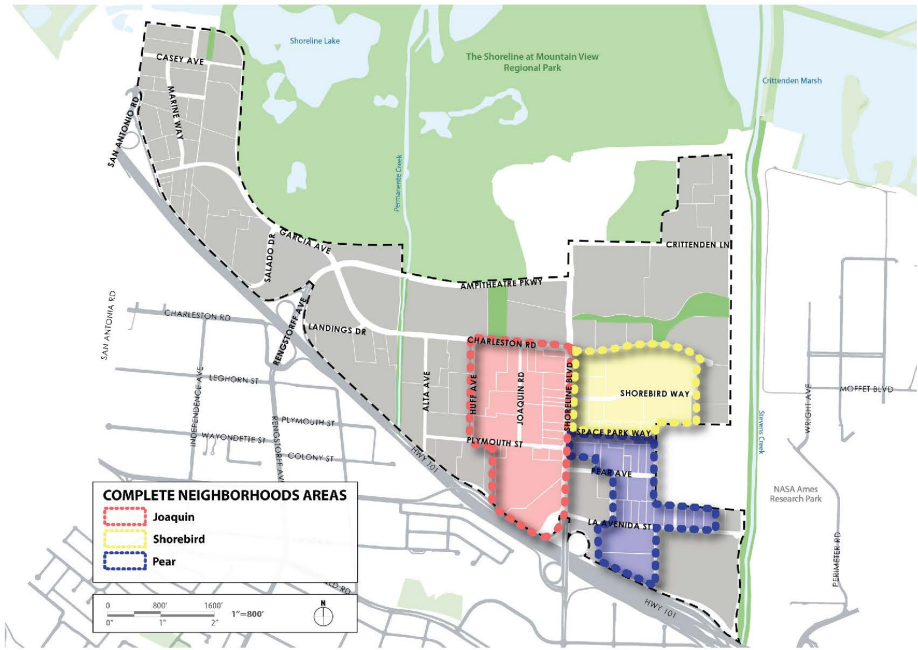 Shoreline Lake
The Shoreline at Mountain View
Regional Park
Crittenden Marsh
CASEY AVE
MARINE WAY
SAN ANTONIO RD
Permanente Creek
GARCIA AVE
SALADO DR
CRITTENDEN LN
AMPITHEATRE PKWY
SAN ANTONIA RD
CHARLESTON RD
RENGSTORFF AVE
LANDINGS DR
CHARLESTON RD
LEGHORN ST
INDEPENDENCE AVE
ALTA AVE
HUFF AVE
JOAQUIN RD
SHORELINE BLVD
SHOREBIRD WAY
MOFFET BLVD
WRIGHT AVE
Stevens Creek
PLYMOUTH ST
RENGSTORFF AVE
WAYONDETTE ST
COLONY ST
PLYMOUTH ST
SPACE PARK WAY
HWY 101
PEAR AVE
NASA Ames
Research Park
LA AVENIDA ST
PERIMETER RD
HWY 101
COMPLETE NEIGHBORHOODS AREAS
Joaquin
Shorebird
Pear
0 800' 1600'
0 1" 2"
1"=800'
N